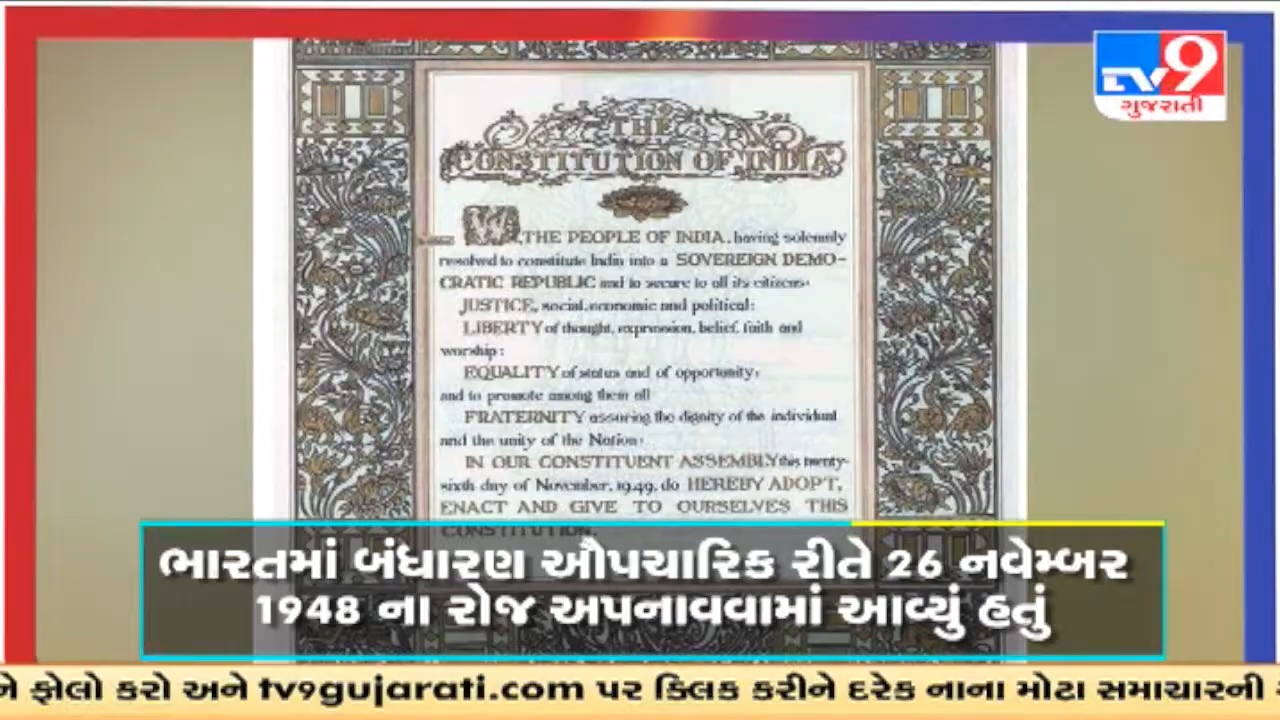 TV9
ગુજરાતી
THE
CONSTITUTION OF INDIA
WE, THE PEOPLE OF INDIA, having solemnly
resolved to constitute India into a SOVEREIGN DEMO-
CRATIC REPUBLIC and to secure to all its citizens:
JUSTICE, social, economic and political;
LIBERTY of thought, expression, belief, faith and
worship;
EQUALITY of status and of opportunity;
and to promote among them all
FRATERNITY assuring the dignity of the individual
and the unity of the Nation;
IN OUR CONSTITUENT ASSEMBLY this twenty-
sixth day of November, 1949, do HEREBY ADOPT,
ENACT AND GIVE TO OURSELVES THIS
CONSTITUTION.
ભારતમાં બંધારણ ઔપચારિક રીતે 26 નવેમ્બર
1948 ના રોજ અપનાવવામાં આવ્યું હતું
ને ફોલો કરો અને tv9gujarati.com પર ક્લિક કરીને દરેક નાના મોટા સમાચારની